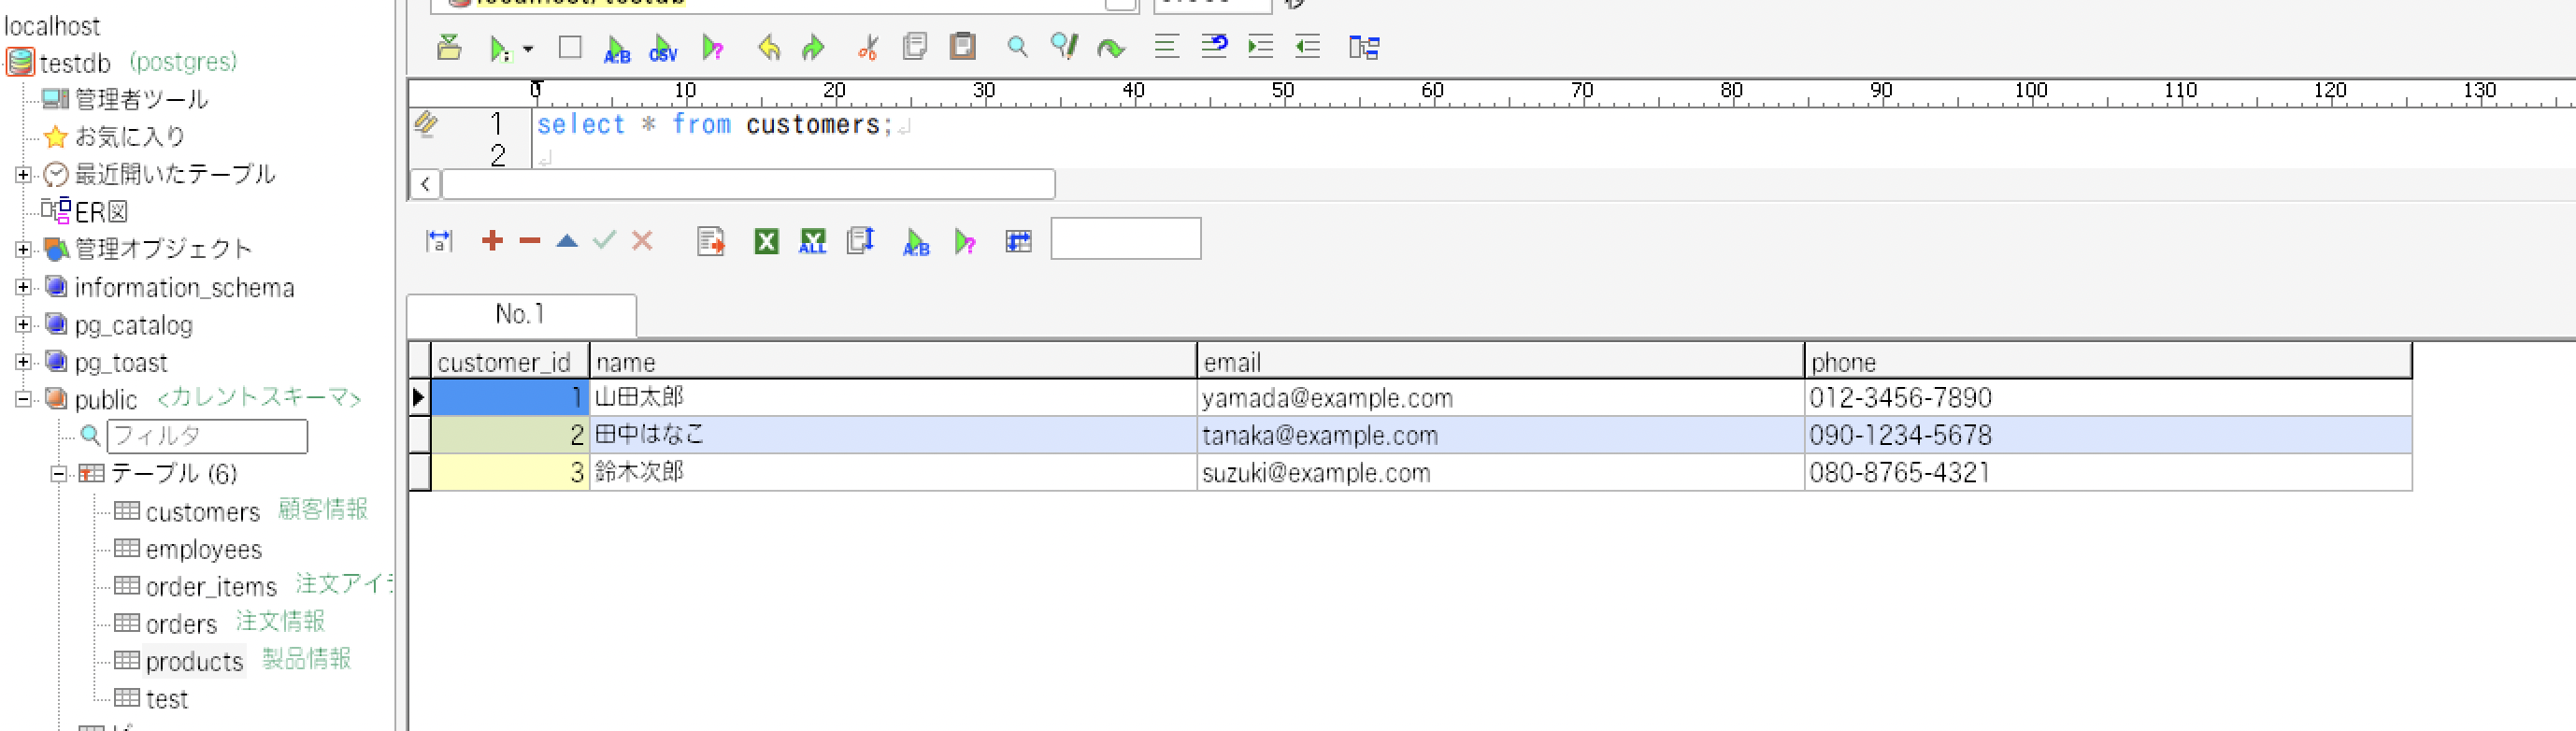 localhost
testdb (postgres)
管理者ツール
お気に入り
最近開いたテーブル
ER図
管理オブジェクト
information_schema
pg_catalog
pg_toast
public <カレントスキーマ>
フィルタ
テーブル (6)
customers 顧客情報
employees
order_items 注文アイ
orders 注文情報
products 製品情報
test
A:B CSV
0 10 20 30 40 50 60 70 80 90 100 110 120 130
1 select * from customers;
2
a ALL A:B
No.1
customer_id name email phone
1 山田太郎 yamada@example.com 012-3456-7890
2 田中はなこ tanaka@example.com 090-1234-5678
3 鈴木次郎 suzuki@example.com 080-8765-4321